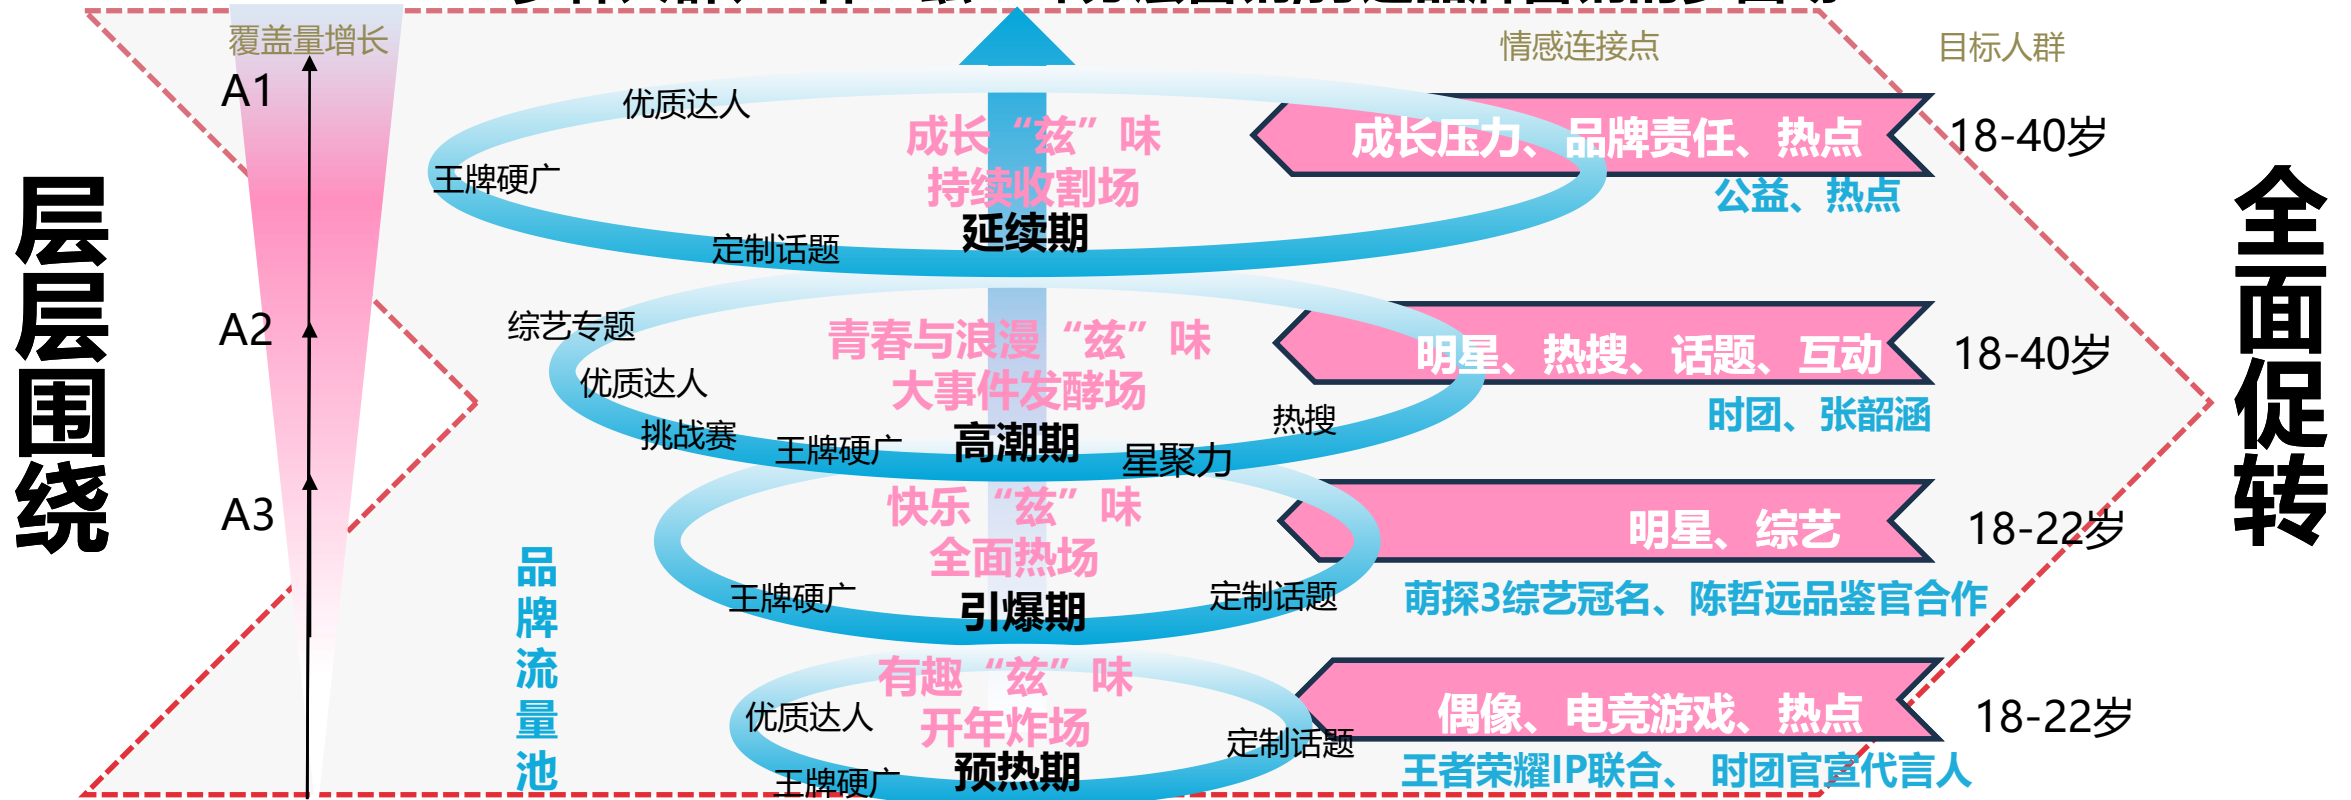 覆盖量增长
情感连接点
目标人群
A1
优质达人
王牌硬广
定制话题
成长“兹”味
持续收割场
延续期
成长压力、品牌责任、热点
公益、热点
18-40岁
层层围绕
全面促转
A2
综艺专题
优质达人
挑战赛
王牌硬广
青春与浪漫“兹”味
大事件发酵场
高潮期
星聚力
热搜
明星、热搜、话题、互动
时团、张韶涵
18-40岁
A3
快乐“兹”味
全面热场
引爆期
王牌硬广
定制话题
明星、综艺
萌探3综艺冠名、陈哲远品鉴官合作
18-22岁
品牌流量池
有趣“兹”味
开年炸场
预热期
优质达人
王牌硬广
定制话题
偶像、电竞游戏、热点
王者荣耀IP联合、 时团官宣代言人
18-22岁